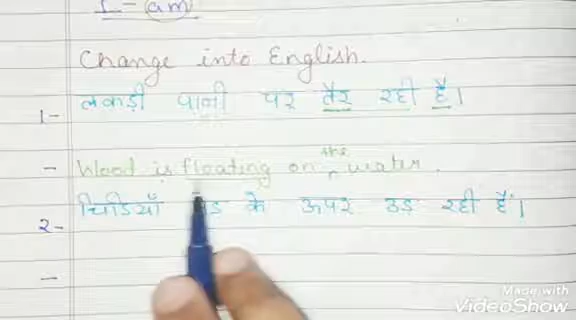 I - am
Change into English.
1- लकड़ी पानी पर तैर रही है।
- Wood is floating on the water.
2- चिडियाँ के ऊपर उड़ रही हैं।
-
Made with
VideoShow